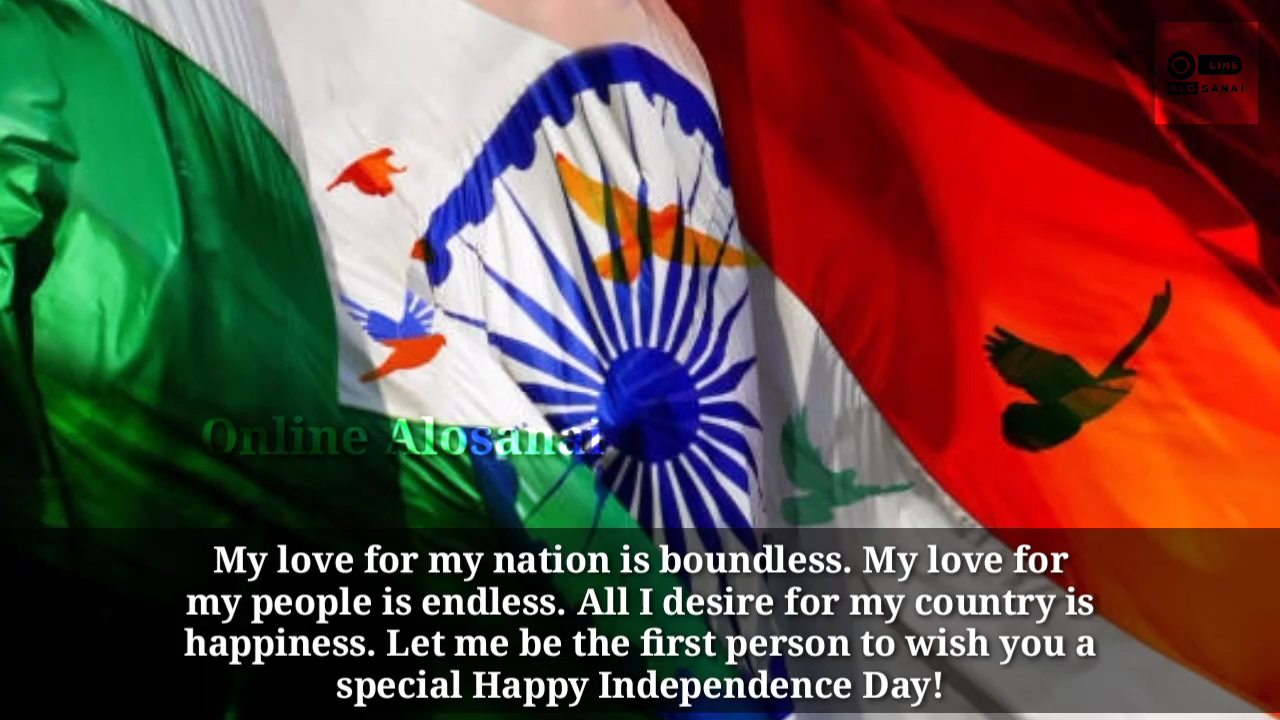 LINE
ALO SANAI
Online Alosanai
My love for my nation is boundless. My love for
my people is endless. All I desire for my country is
happiness. Let me be the first person to wish you a
special Happy Independence Day!